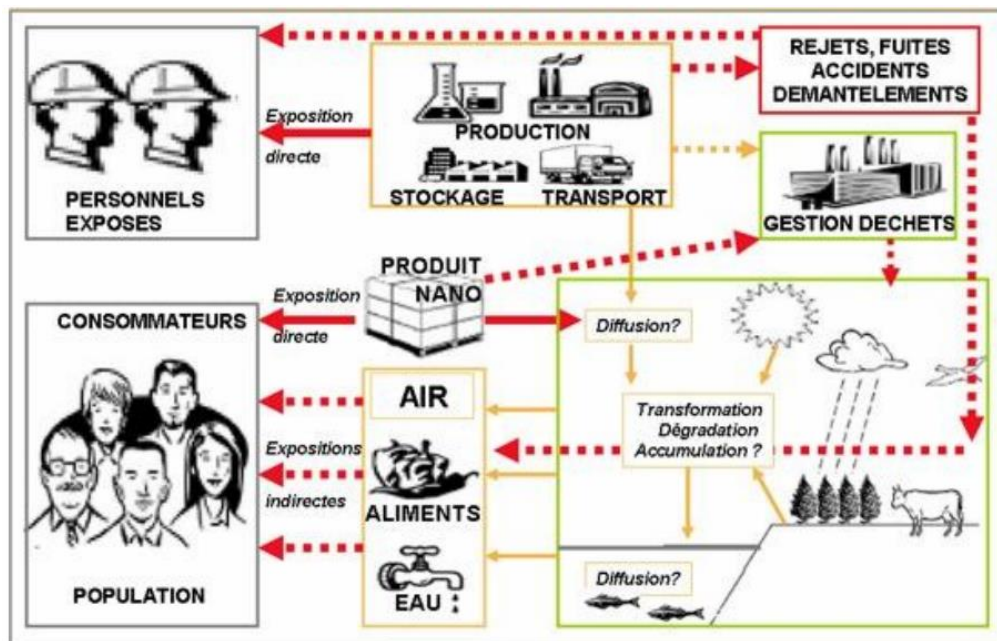 REJETS, FUITES
ACCIDENTS
DEMANTELEMENTS
Exposition
directe
PERSONNELS
EXPOSES
PRODUCTION
STOCKAGE
TRANSPORT
GESTION DECHETS
PRODUIT
NANO
Exposition
directe
CONSOMMATEURS
POPULATION
Expositions
indirectes
AIR
ALIMENTS
EAU
Diffusion?
Transformation
Dégradation
Accumulation ?
Diffusion?